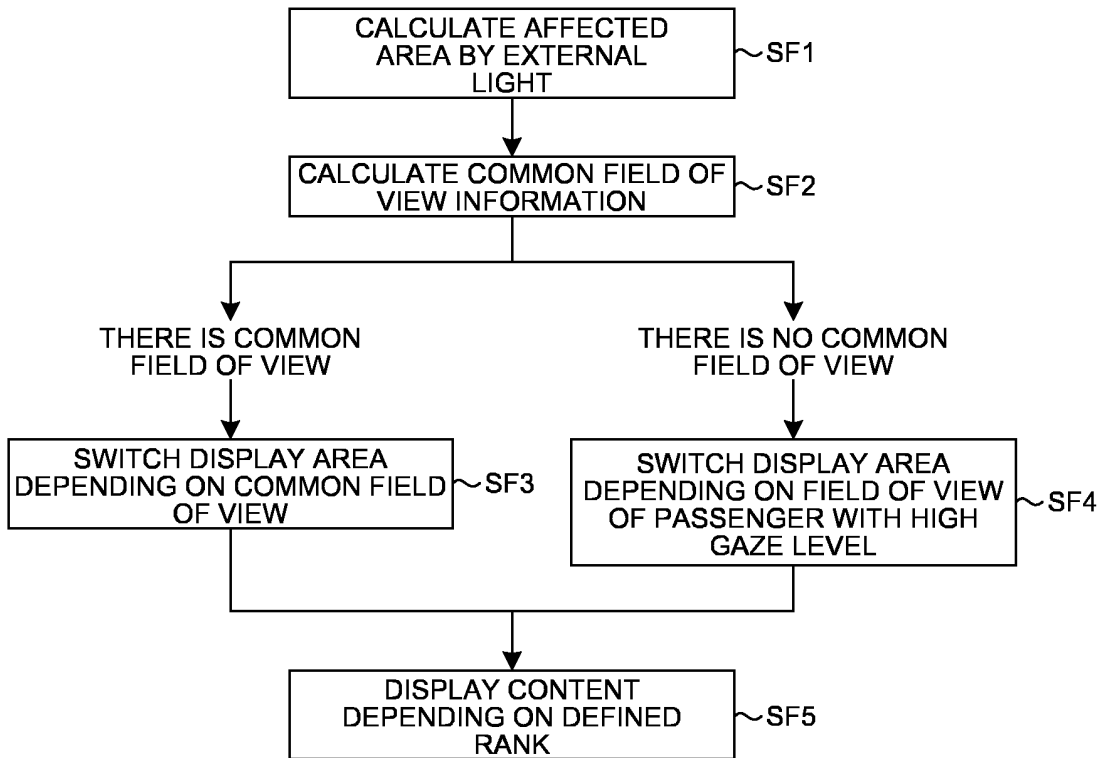 CALCULATE AFFECTED
AREA BY EXTERNAL
LIGHT
SF1
CALCULATE COMMON FIELD OF
VIEW INFORMATION
SF2
THERE IS COMMON
FIELD OF VIEW
THERE IS NO COMMON
FIELD OF VIEW
SWITCH DISPLAY AREA
DEPENDING ON COMMON FIELD
OF VIEW
SF3
SWITCH DISPLAY AREA
DEPENDING ON FIELD OF VIEW
OF PASSENGER WITH HIGH
GAZE LEVEL
SF4
DISPLAY CONTENT
DEPENDING ON DEFINED
RANK
SF5